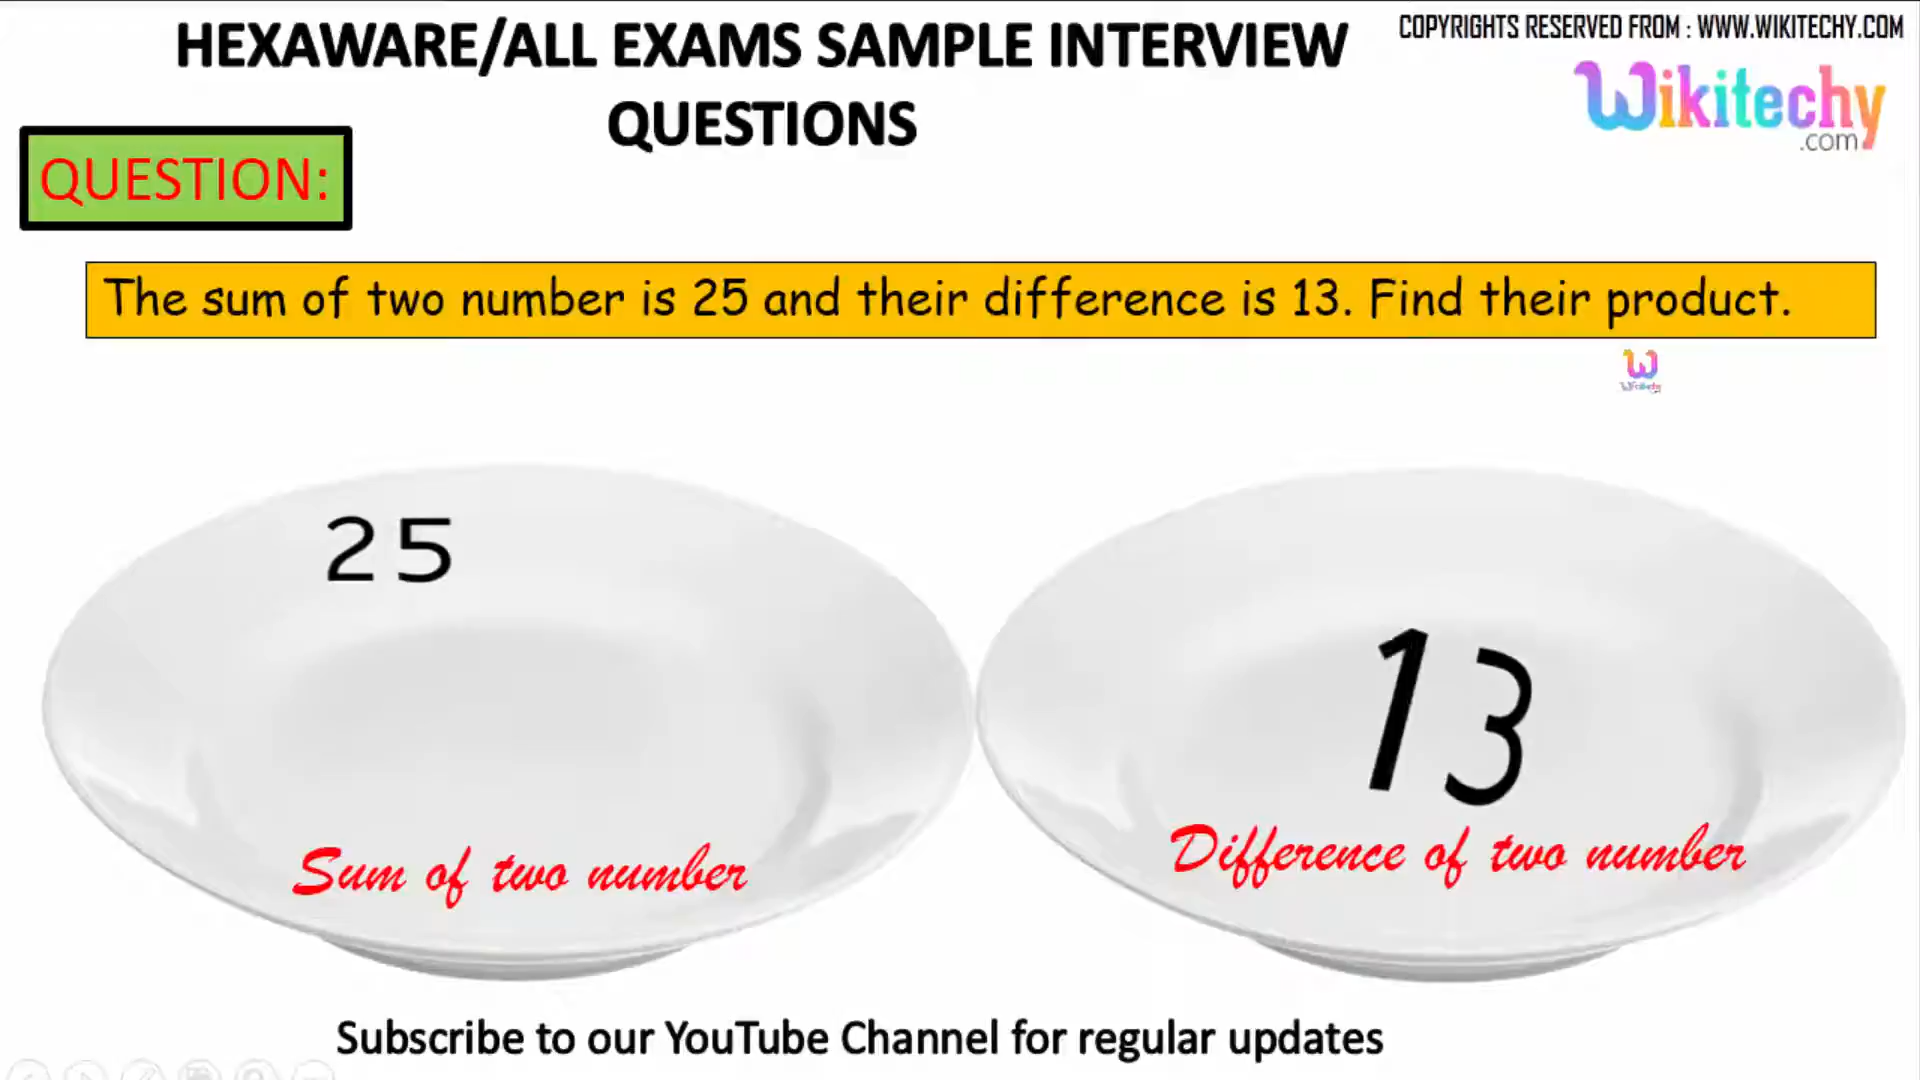 HEXAWARE/ALL EXAMS SAMPLE INTERVIEW
QUESTIONS
COPYRIGHTS RESERVED FROM : WWW.WIKITECHY.COM
Wikitechy
.com
QUESTION:
The sum of two number is 25 and their difference is 13. Find their product.
W
Wikitechy
25
13
Sum of two number
Difference of two number
Subscribe to our YouTube Channel for regular updates